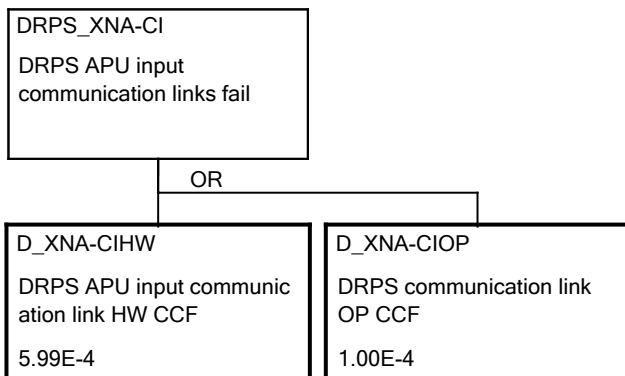 DRPS_XNA-CI
DRPS APU input
communication links fail
OR
D_XNA-CIHW
DRPS APU input communic
ation link HW CCF
5.99E-4
D_XNA-CIOP
DRPS communication link
OP CCF
1.00E-4